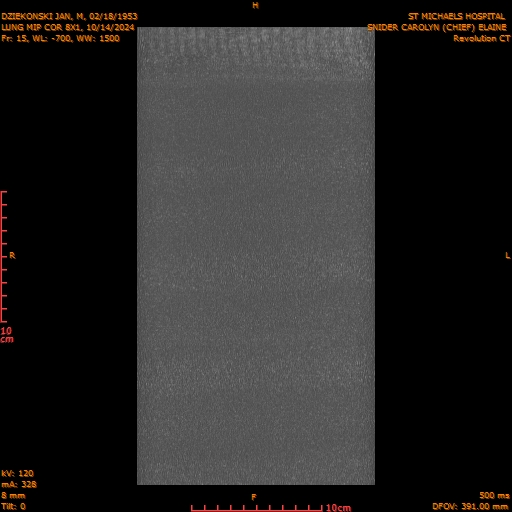 H
DZIEKONSKI JAN, M, 02/18/1953
LUNG MIP COR 8X1, 10/14/2024
Fr: 15, WL: -700, WW: 1500
ST MICHAELS HOSPITAL
SNIDER CAROLYN (CHIEF) ELAINE
Revolution CT
R
L
10
cm
kV: 120
mA: 328
8 mm
Tilt: 0
F
10cm
500 ms
DFOV: 391.00 mm